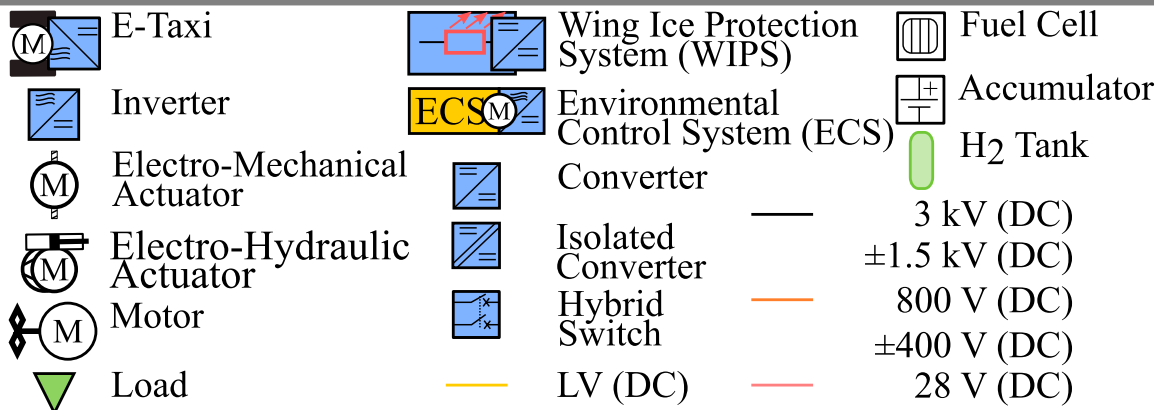 M
E-Taxi
Inverter
M
Electro-Mechanical
Actuator
M
Electro-Hydraulic
Actuator
M
Motor
Load
Wing Ice Protection
System (WIPS)
ECS
M
Environmental
Control System (ECS)
Converter
Isolated
Converter
Hybrid
Switch
LV (DC)
Fuel Cell
+
Accumulator
H2 Tank
3 kV (DC)
±1.5 kV (DC)
800 V (DC)
±400 V (DC)
28 V (DC)